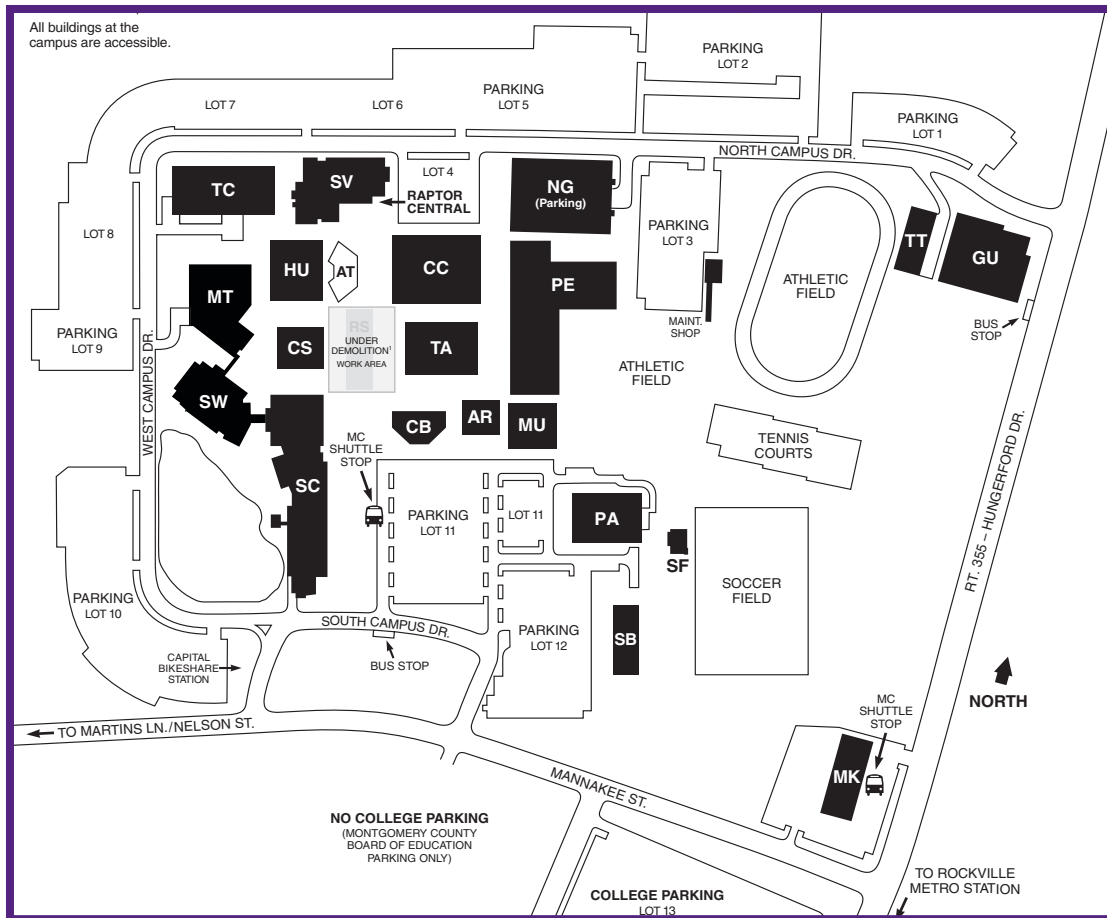 All buildings at the
campus are accessible.
PARKING
LOT 2
LOT 7
LOT 6
PARKING
LOT 5
PARKING
LOT 1
NORTH CAMPUS DR.
LOT 4
TC
SV
RAPTOR
CENTRAL
NG
(Parking)
PARKING
LOT 3
LOT 8
TT
GU
HU
AT
CC
PE
ATHLETIC
FIELD
MT
MAINT.
SHOP
BUS
STOP
PARKING
LOT 9
WEST CAMPUS DR.
CS
RS
UNDER
DEMOLITION¹
WORK AREA
TA
ATHLETIC
FIELD
SW
CB
AR
MU
TENNIS
COURTS
MC
SHUTTLE
STOP
SC
PARKING
LOT 11
LOT 11
PA
SF
SOCCER
FIELD
RT. 355 – HUNGERFORD DR.
PARKING
LOT 10
SOUTH CAMPUS DR.
PARKING
LOT 12
SB
CAPITAL
BIKESHARE
STATION
BUS STOP
NORTH
MC
SHUTTLE
STOP
TO MARTINS LN./NELSON ST.
MK
MANNAKEE ST.
NO COLLEGE PARKING
(MONTGOMERY COUNTY
BOARD OF EDUCATION
PARKING ONLY)
TO ROCKVILLE
METRO STATION
COLLEGE PARKING
LOT 13